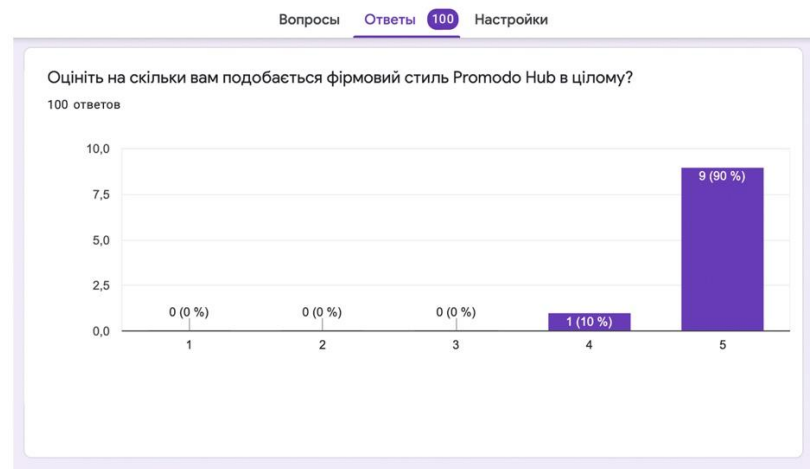 Вопросы Ответы 100 Настройки
Оцініть на скільки вам подобається фірмовий стиль Promodo Hub в цілому?
100 ответов
10,0
7,5
5,0
2,5
0,0
0 (0 %) 0 (0 %) 0 (0 %) 1 (10 %) 9 (90 %)
1 2 3 4 5